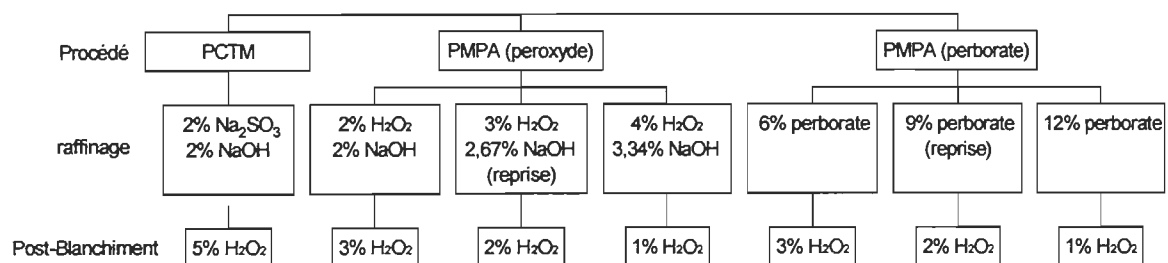 Procédé
PCTM
PMPA (peroxyde)
PMPA (perborate)
raffinage
2% Na₂SO₃
2% NaOH
2% H₂O₂
2% NaOH
3% H₂O₂
2,67% NaOH
(reprise)
4% H₂O₂
3,34% NaOH
6% perborate
9% perborate
(reprise)
12% perborate
Post-Blanchiment
5% H₂O₂
3% H₂O₂
2% H₂O₂
1% H₂O₂
3% H₂O₂
2% H₂O₂
1% H₂O₂